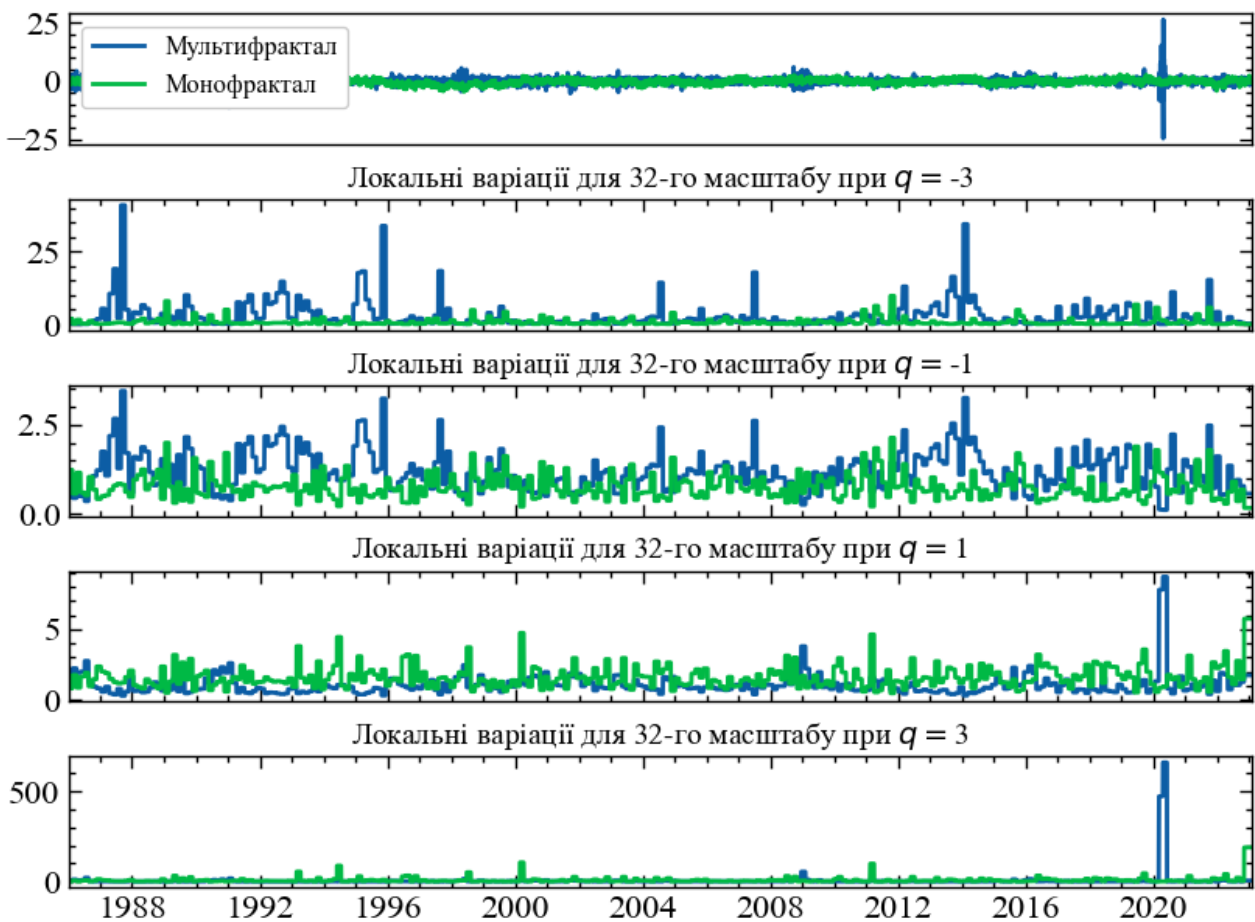 25
0
−25
Мультифрактал
Монофрактал
Локальні варіації для 32-го масштабу при q = -3
25
0
Локальні варіації для 32-го масштабу при q = -1
2.5
0.0
Локальні варіації для 32-го масштабу при q = 1
5
0
Локальні варіації для 32-го масштабу при q = 3
500
0
1988 1992 1996 2000 2004 2008 2012 2016 2020